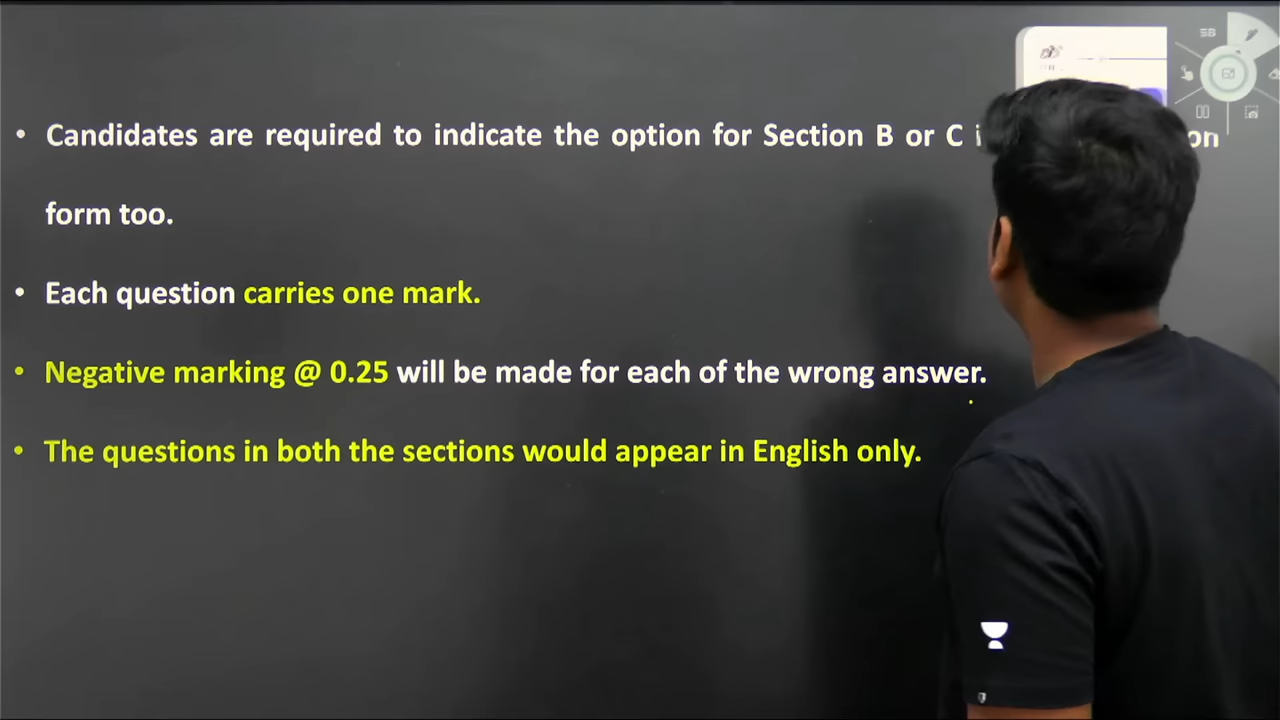 SB
• Candidates are required to indicate the option for Section B or C on
form too.
• Each question carries one mark.
• Negative marking @ 0.25 will be made for each of the wrong answer.
• The questions in both the sections would appear in English only.